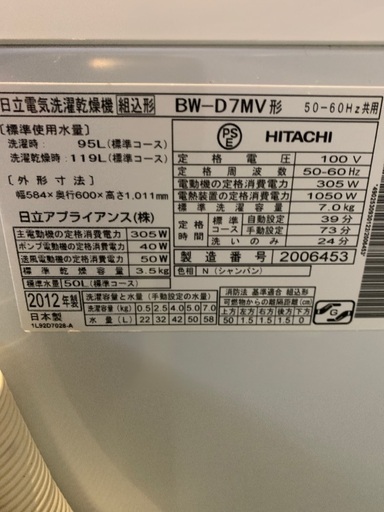 日立電気洗濯乾燥機 組込形 BW-D7MV形 50-60Hz共用
〔標準使用水量〕
洗濯時: 95L(標準コース)
洗濯乾燥時:119L(標準コース)
〔外形寸法〕
幅584×奥行600×高さ1,011mm
日立アプライアンス(株)
主電動機の定格消費電力 305W
ポンプ電動機の定格消費電力 40W
送風電動機の定格消費電力 50W
標準乾燥容量 3.5kg
標準水量50L(標準コース)
2012年製
日本製
1L92D7028-A
PSE HITACHI
定格電圧 100V
定格周波数 50-60Hz
電動機の定格消費電力 305W
電熱装置の定格消費電力 1050W
標準洗濯容量 7.0kg
定格時間 標準コース 標準設定 39分
手動設定 73分
洗いのみ 24分
製造番号 2006453
色相 N(シャンパン)
洗濯容量と水量(手動設定の水量)
洗濯容量(kg) 0.5 2.5 4.0 5.0 7.0
水量(L) 22 32 42 50 58
消防法 基準適合 組込形
可燃物からの離隔距離(cm)
上方 左方 右方 前方 後方 下方
50 1.5 1.5 1.5 1.5 0